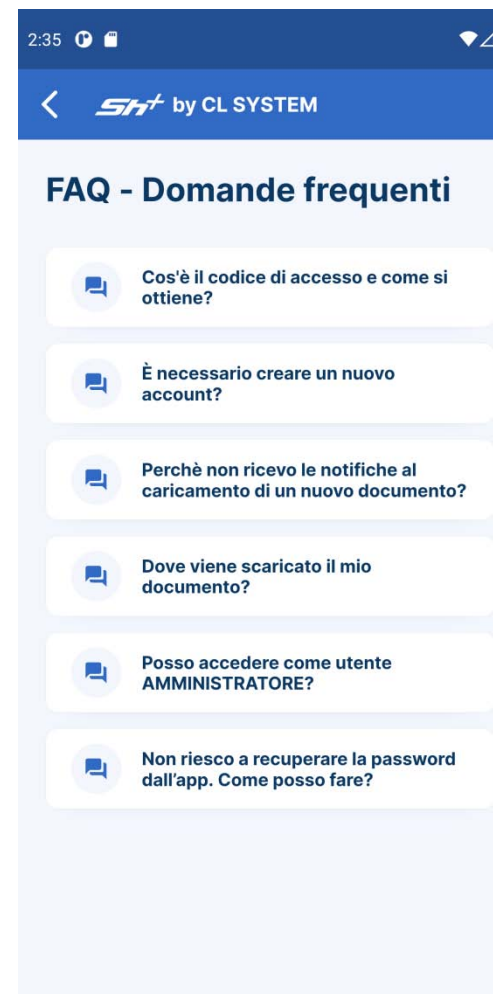 2:35
Sh+ by CL SYSTEM
FAQ - Domande frequenti
Cos'è il codice di accesso e come si
ottiene?
È necessario creare un nuovo
account?
Perchè non ricevo le notifiche al
caricamento di un nuovo documento?
Dove viene scaricato il mio
documento?
Posso accedere come utente
AMMINISTRATORE?
Non riesco a recuperare la password
dall’app. Come posso fare?